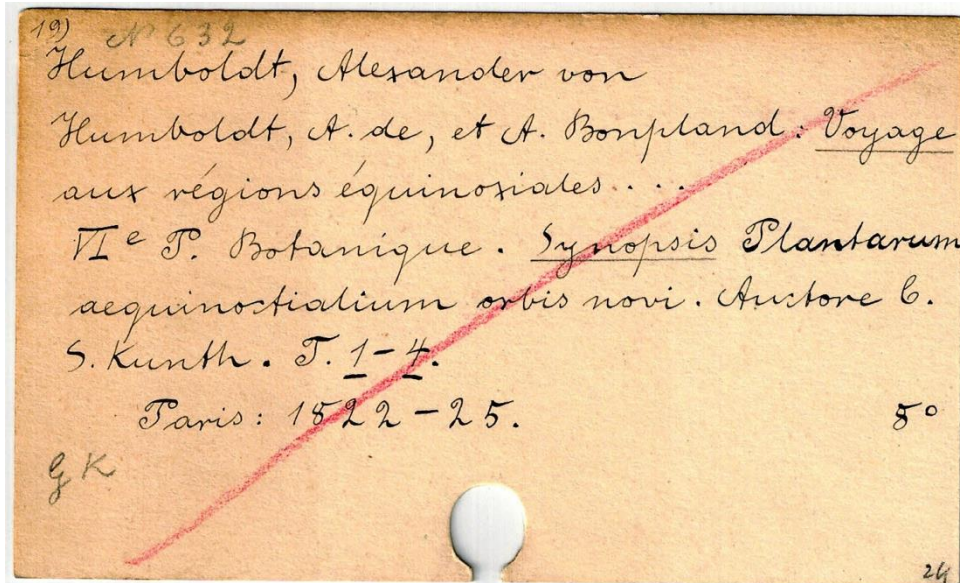 19) N 632
Humboldt, Alexander von
Humboldt, A. de, et A. Bonpland: Voyage
aux régions équinoxiales . . .
VIe P. Botanique. Synopsis Plantarum
aequinoctialium orbis novi. Auctore C.
S. Kunth. T. 1-4.
Paris: 1822-25. 8°
GK
24